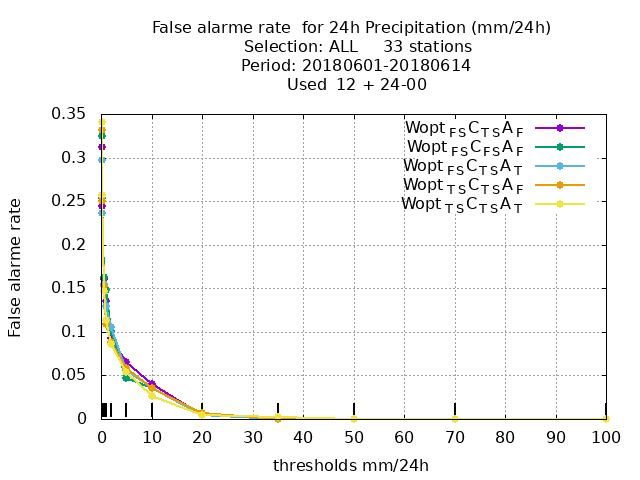 False alarme rate for 24h Precipitation (mm/24h)
Selection: ALL 33 stations
Period: 20180601-20180614
Used 12 + 24-00
Wopt FS C TS A F
Wopt FS C FS A F
Wopt FS C TS A T
Wopt TS C TS A F
Wopt TS C TS A T
0.35
0.3
0.25
0.2
0.15
0.1
0.05
0
False alarme rate
0 10 20 30 40 50 60 70 80 90 100
thresholds mm/24h